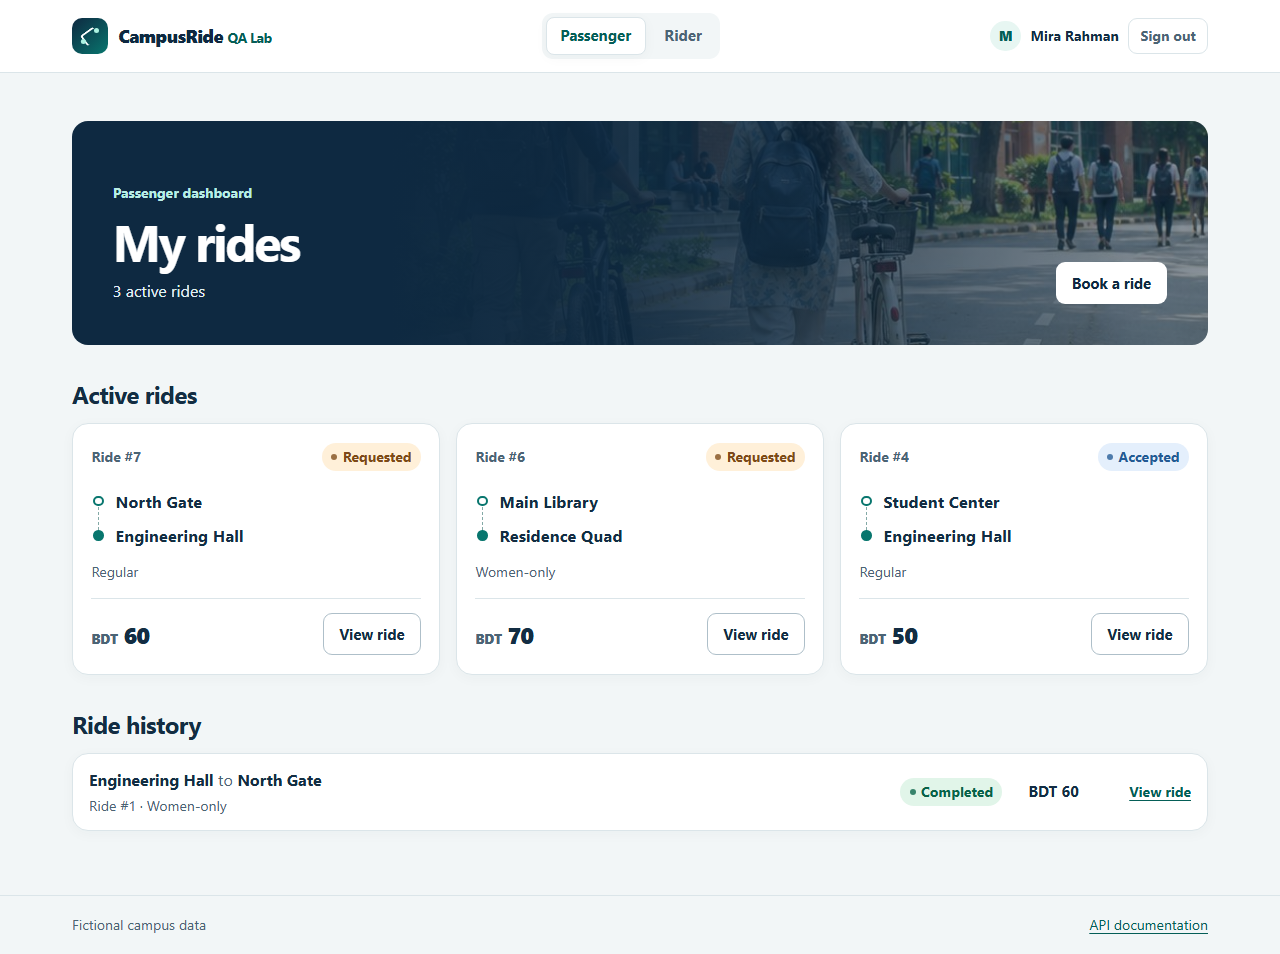 CampusRide QA Lab
Passenger
Rider
M
Mira Rahman
Sign out
Passenger dashboard
My rides
3 active rides
Book a ride
Active rides
Ride #7
Requested
North Gate
Engineering Hall
Regular
BDT 60
View ride
Ride #6
Requested
Main Library
Residence Quad
Women-only
BDT 70
View ride
Ride #4
Accepted
Student Center
Engineering Hall
Regular
BDT 50
View ride
Ride history
Engineering Hall to North Gate
Ride #1 · Women-only
Completed
BDT 60
View ride
Fictional campus data
API documentation